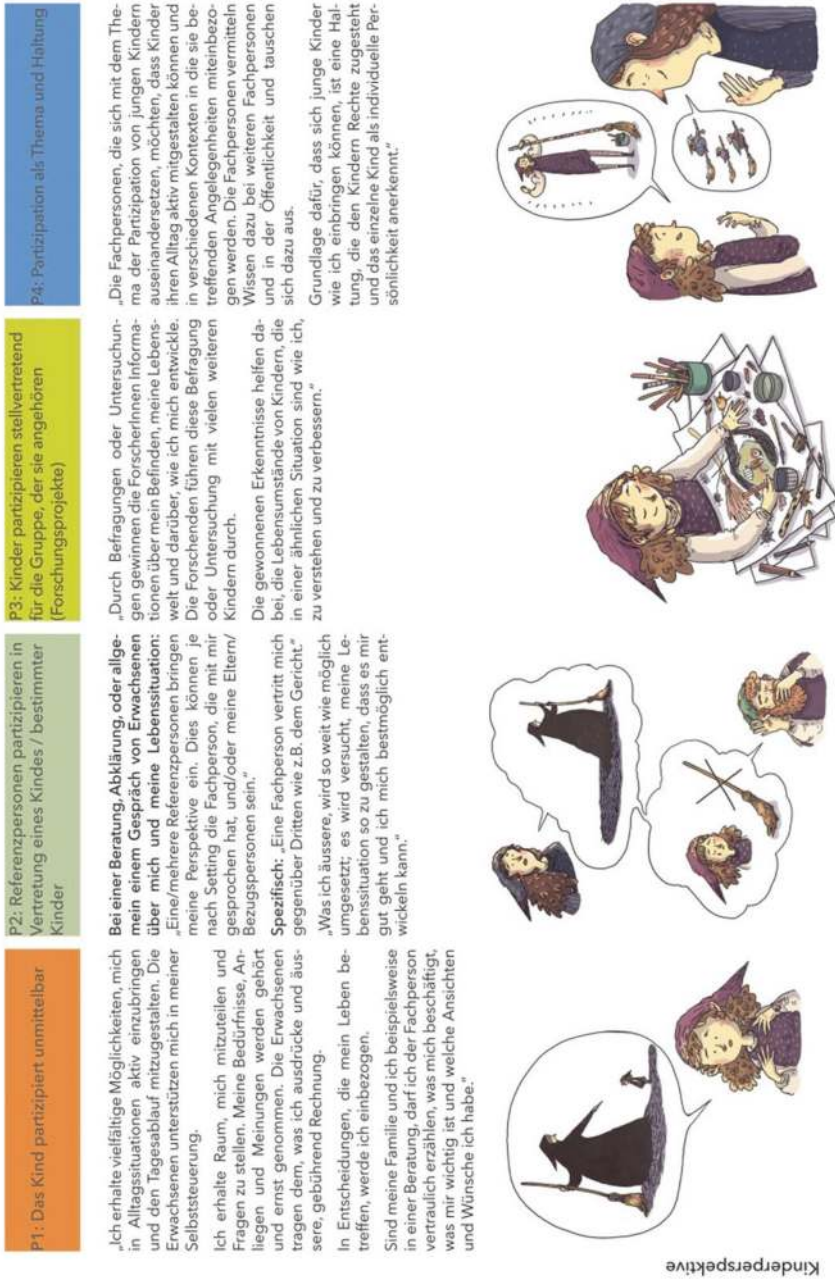 Kinderperspektive
P1: Das Kind partizipiert unmittelbar
„Ich erhalte vielfältige Möglichkeiten, mich
in Alltagssituationen aktiv einzubringen
und den Tagesablauf mitzugestalten. Die
Erwachsenen unterstützen mich in meiner
Selbststeuerung.
Ich erhalte Raum, mich mitzuteilen und
Fragen zu stellen. Meine Bedürfnisse, An-
liegen und Meinungen werden gehört
und ernst genommen. Die Erwachsenen
tragen dem, was ich ausdrücke und äus-
sere, gebührend Rechnung.
In Entscheidungen, die mein Leben be-
treffen, werde ich einbezogen.
Sind meine Familie und ich beispielsweise
in einer Beratung, darf ich der Fachperson
vertraulich erzählen, was mich beschäftigt,
was mir wichtig ist und welche Ansichten
und Wünsche ich habe.“
P2: Referenzpersonen partizipieren in
Vertretung eines Kindes / bestimmter
Kinder
Bei einer Beratung, Abklärung, oder allge-
mein einem Gespräch von Erwachsenen
über mich und meine Lebenssituation:
„Eine/mehrere Referenzpersonen bringen
meine Perspektive ein. Dies können je
nach Setting die Fachperson, die mit mir
gesprochen hat, und/oder meine Eltern/
Bezugspersonen sein.“
Spezifisch: „Eine Fachperson vertritt mich
gegenüber Dritten wie z.B. dem Gericht.“
„Was ich äussere, wird so weit wie möglich
umgesetzt; es wird versucht, meine Le-
benssituation so zu gestalten, dass es mir
gut geht und ich mich bestmöglich ent-
wickeln kann.“
P3: Kinder partizipieren stellvertretend
für die Gruppe, der sie angehören
(Forschungsprojekte)
„Durch Befragungen oder Untersuchun-
gen gewinnen die ForscherInnen Informa-
tionen über mein Befinden, meine Lebens-
welt und darüber, wie ich mich entwickle.
Die Forschenden führen diese Befragung
oder Untersuchung mit vielen weiteren
Kindern durch.
Die gewonnenen Erkenntnisse helfen da-
bei, die Lebensumstände von Kindern, die
in einer ähnlichen Situation sind wie ich,
zu verstehen und zu verbessern.“
P4: Partizipation als Thema und Haltung
„Die Fachpersonen, die sich mit dem The-
ma der Partizipation von jungen Kindern
auseinandersetzen, möchten, dass Kinder
ihren Alltag aktiv mitgestalten können und
in verschiedenen Kontexten in die sie be-
treffenden Angelegenheiten miteinbezo-
gen werden. Die Fachpersonen vermitteln
Wissen dazu bei weiteren Fachpersonen
und in der Öffentlichkeit und tauschen
sich dazu aus.
Grundlage dafür, dass sich junge Kinder
wie ich einbringen können, ist eine Hal-
tung, die den Kindern Rechte zugesteht
und das einzelne Kind als individuelle Per-
sönlichkeit anerkennt.“